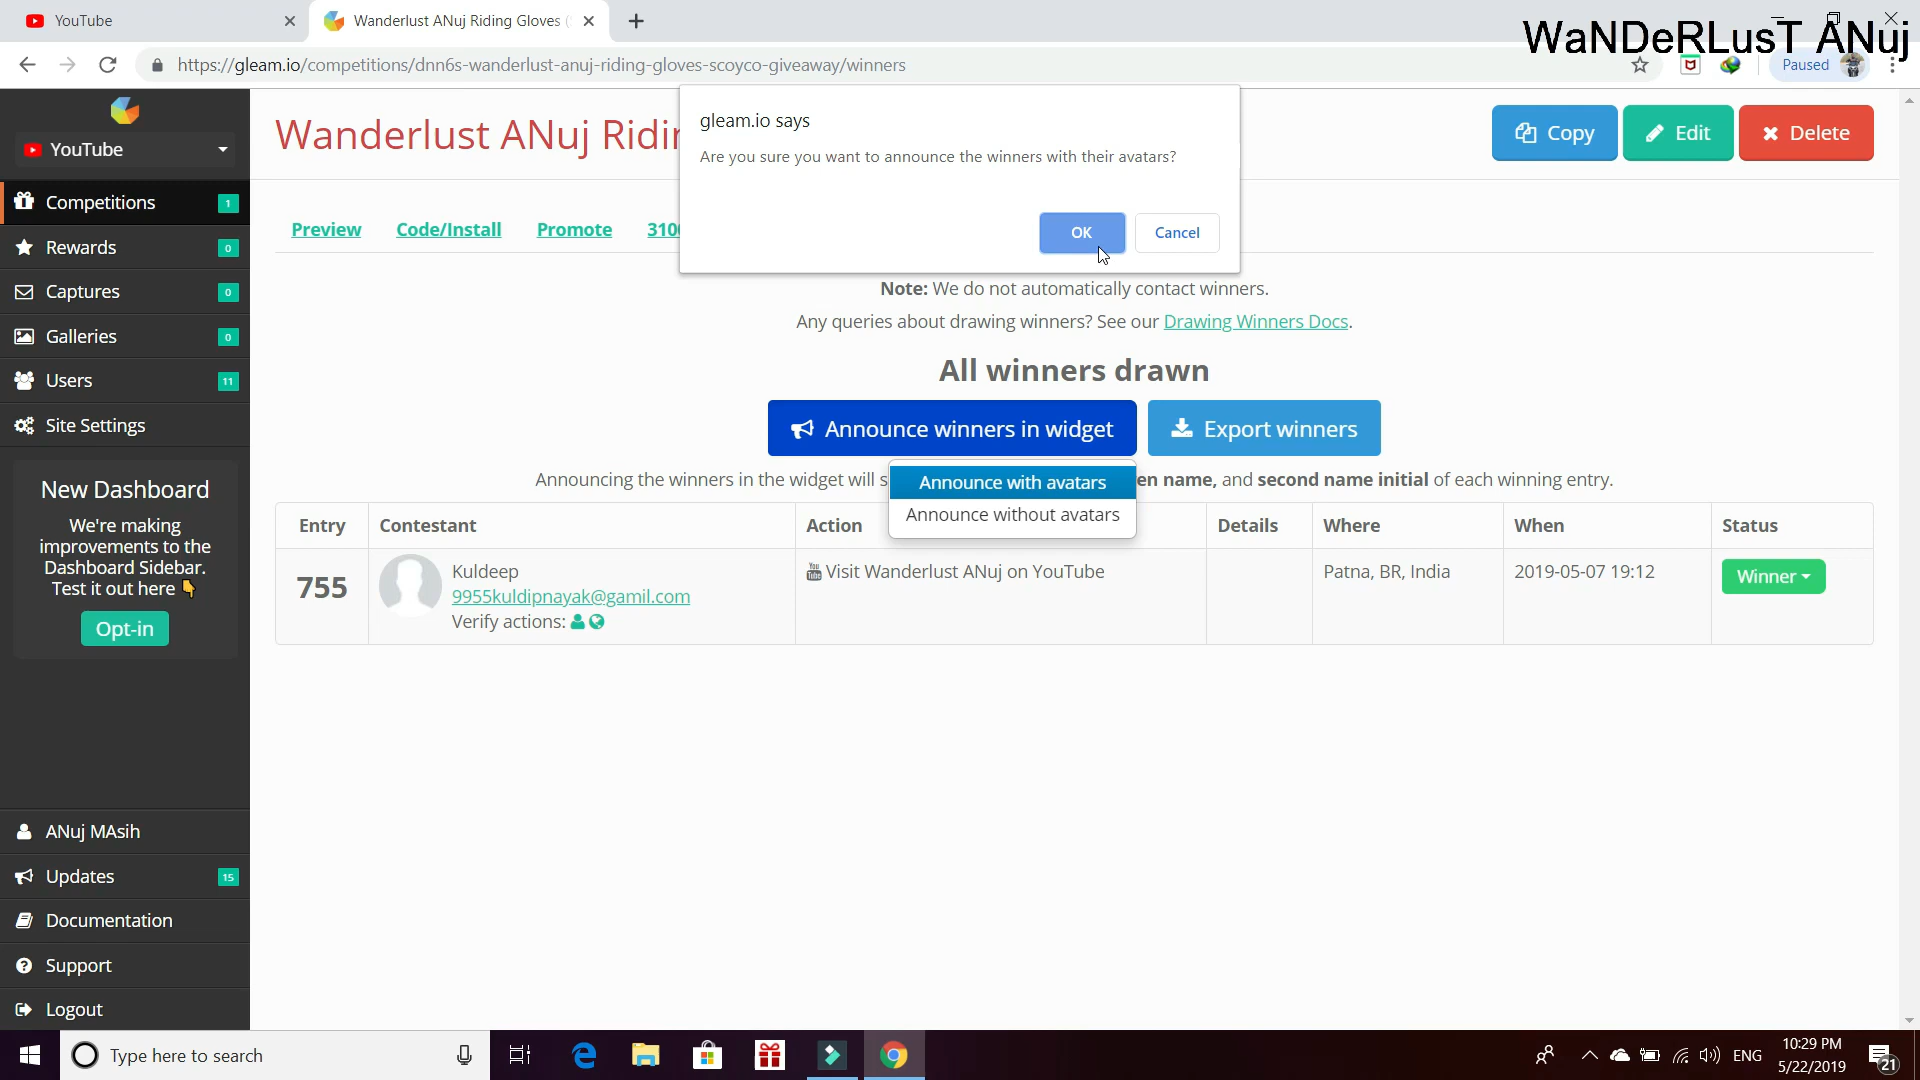 YouTube
Wanderlust ANuj Riding Gloves (
WaNDeRLusT ANuj
https://gleam.io/competitions/dnn6s-wanderlust-anuj-riding-gloves-scoyco-giveaway/winners
Paused
YouTube
Competitions 1
Rewards 0
Captures 0
Galleries 0
Users 11
Site Settings
New Dashboard
We're making
improvements to the
Dashboard Sidebar.
Test it out here 👇
Opt-in
ANuj MAsih
Updates 15
Documentation
Support
Logout
Wanderlust ANuj Ridin
Copy Edit Delete
gleam.io says
Are you sure you want to announce the winners with their avatars?
OK Cancel
Preview Code/Install Promote 310
Note: We do not automatically contact winners.
Any queries about drawing winners? See our Drawing Winners Docs.
All winners drawn
Announce winners in widget Export winners
Announcing the winners in the widget will s en name, and second name initial of each winning entry.
Announce with avatars
Announce without avatars
Entry Contestant Action Details Where When Status
755 Kuldeep Visit Wanderlust ANuj on YouTube Patna, BR, India 2019-05-07 19:12 Winner
9955kuldipnayak@gamil.com
Verify actions:
Type here to search
ENG
10:29 PM
5/22/2019
21